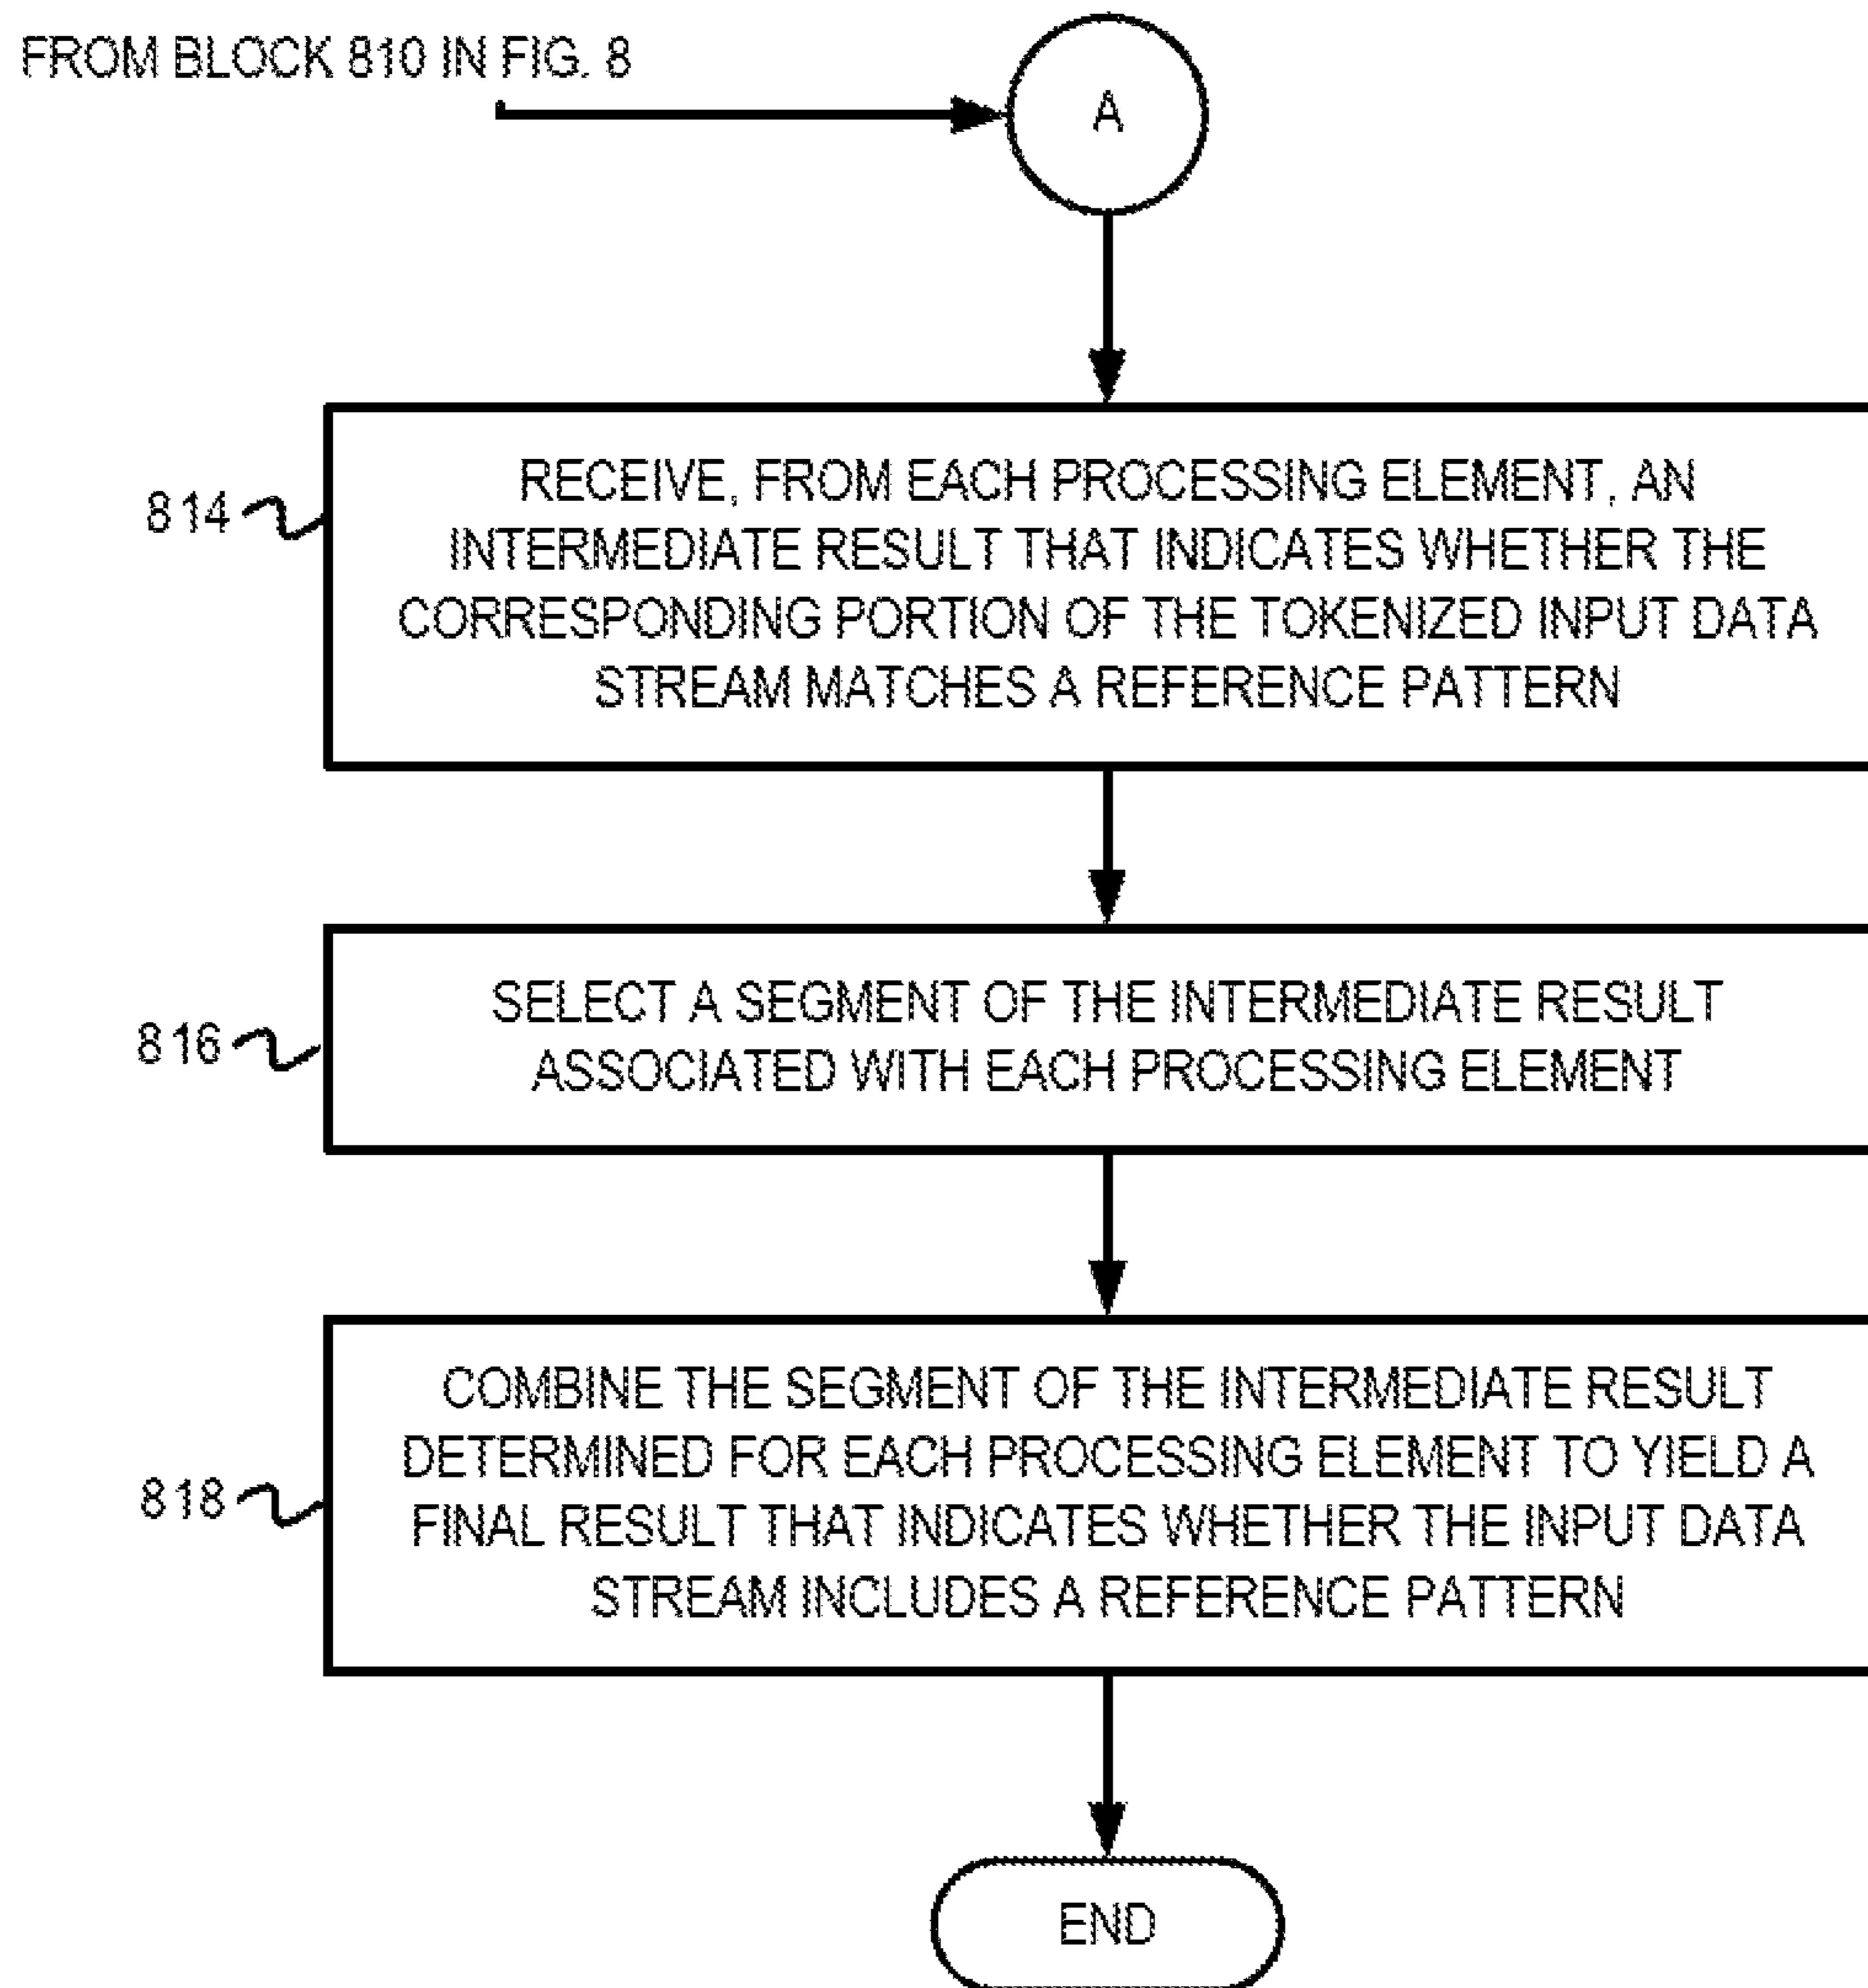 FROM BLOCK 810 IN FIG. 8
A
814
RECEIVE, FROM EACH PROCESSING ELEMENT, AN
INTERMEDIATE RESULT THAT INDICATES WHETHER THE
CORRESPONDING PORTION OF THE TOKENIZED INPUT DATA
STREAM MATCHES A REFERENCE PATTERN
816
SELECT A SEGMENT OF THE INTERMEDIATE RESULT
ASSOCIATED WITH EACH PROCESSING ELEMENT
818
COMBINE THE SEGMENT OF THE INTERMEDIATE RESULT
DETERMINED FOR EACH PROCESSING ELEMENT TO YIELD A
FINAL RESULT THAT INDICATES WHETHER THE INPUT DATA
STREAM INCLUDES A REFERENCE PATTERN
END